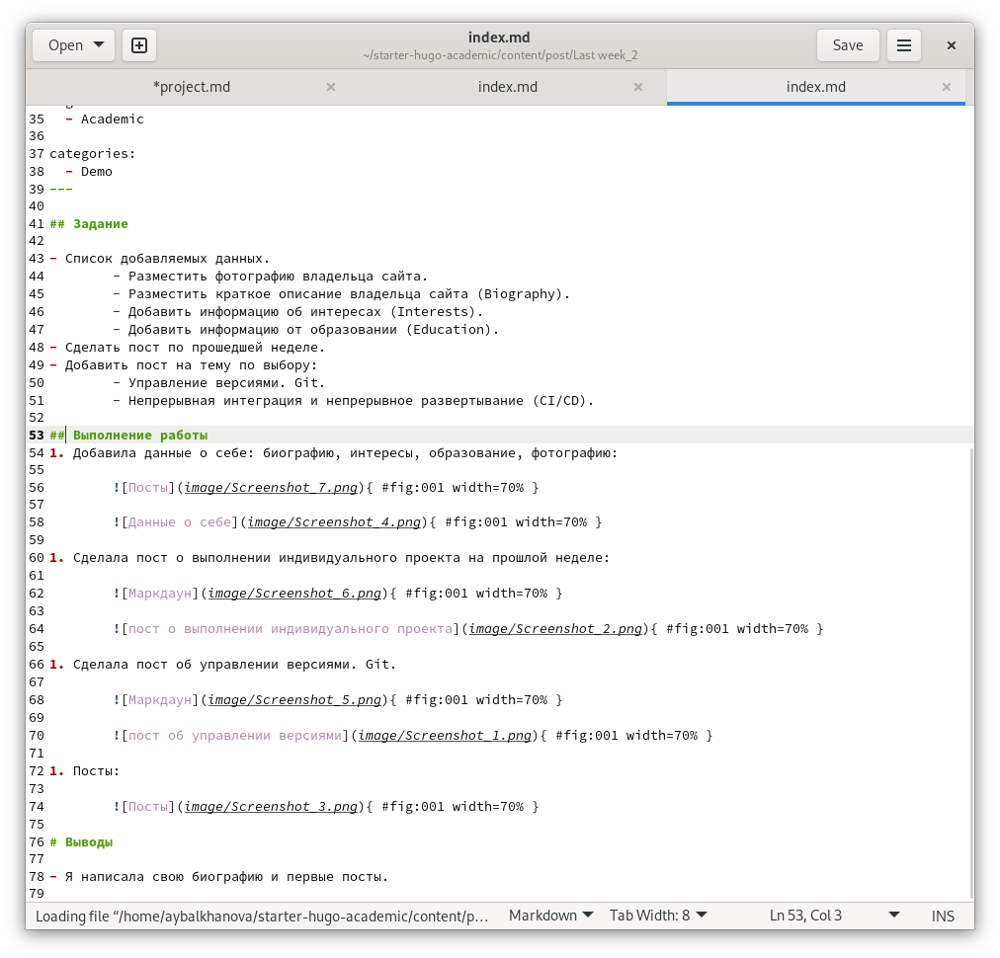 Open
index.md
~/starter-hugo-academic/content/post/Last week_2
Save
*project.md
index.md
index.md
35   - Academic
36
37 categories:
38   - Demo
39 ---
40
41 ## Задание
42
43 - Список добавляемых данных.
44         - Разместить фотографию владельца сайта.
45         - Разместить краткое описание владельца сайта (Biography).
46         - Добавить информацию об интересах (Interests).
47         - Добавить информацию от образовании (Education).
48 - Сделать пост по прошедшей неделе.
49 - Добавить пост на тему по выбору:
50         - Управление версиями. Git.
51         - Непрерывная интеграция и непрерывное развертывание (CI/CD).
52
53 ## Выполнение работы
54 1. Добавила данные о себе: биографию, интересы, образование, фотографию:
55
56         ![Посты](image/Screenshot_7.png){ #fig:001 width=70% }
57
58         ![Данные о себе](image/Screenshot_4.png){ #fig:001 width=70% }
59
60 1. Сделала пост о выполнении индивидуального проекта на прошлой неделе:
61
62         ![Маркдаун](image/Screenshot_6.png){ #fig:001 width=70% }
63
64         ![пост о выполнении индивидуального проекта](image/Screenshot_2.png){ #fig:001 width=70% }
65
66 1. Сделала пост об управлении версиями. Git.
67
68         ![Маркдаун](image/Screenshot_5.png){ #fig:001 width=70% }
69
70         ![пост об управлении версиями](image/Screenshot_1.png){ #fig:001 width=70% }
71
72 1. Посты:
73
74         ![Посты](image/Screenshot_3.png){ #fig:001 width=70% }
75
76 # Выводы
77
78 - Я написала свою биографию и первые посты.
79
Loading file “/home/aybalkhanova/starter-hugo-academic/content/p…
Markdown
Tab Width: 8
Ln 53, Col 3
INS